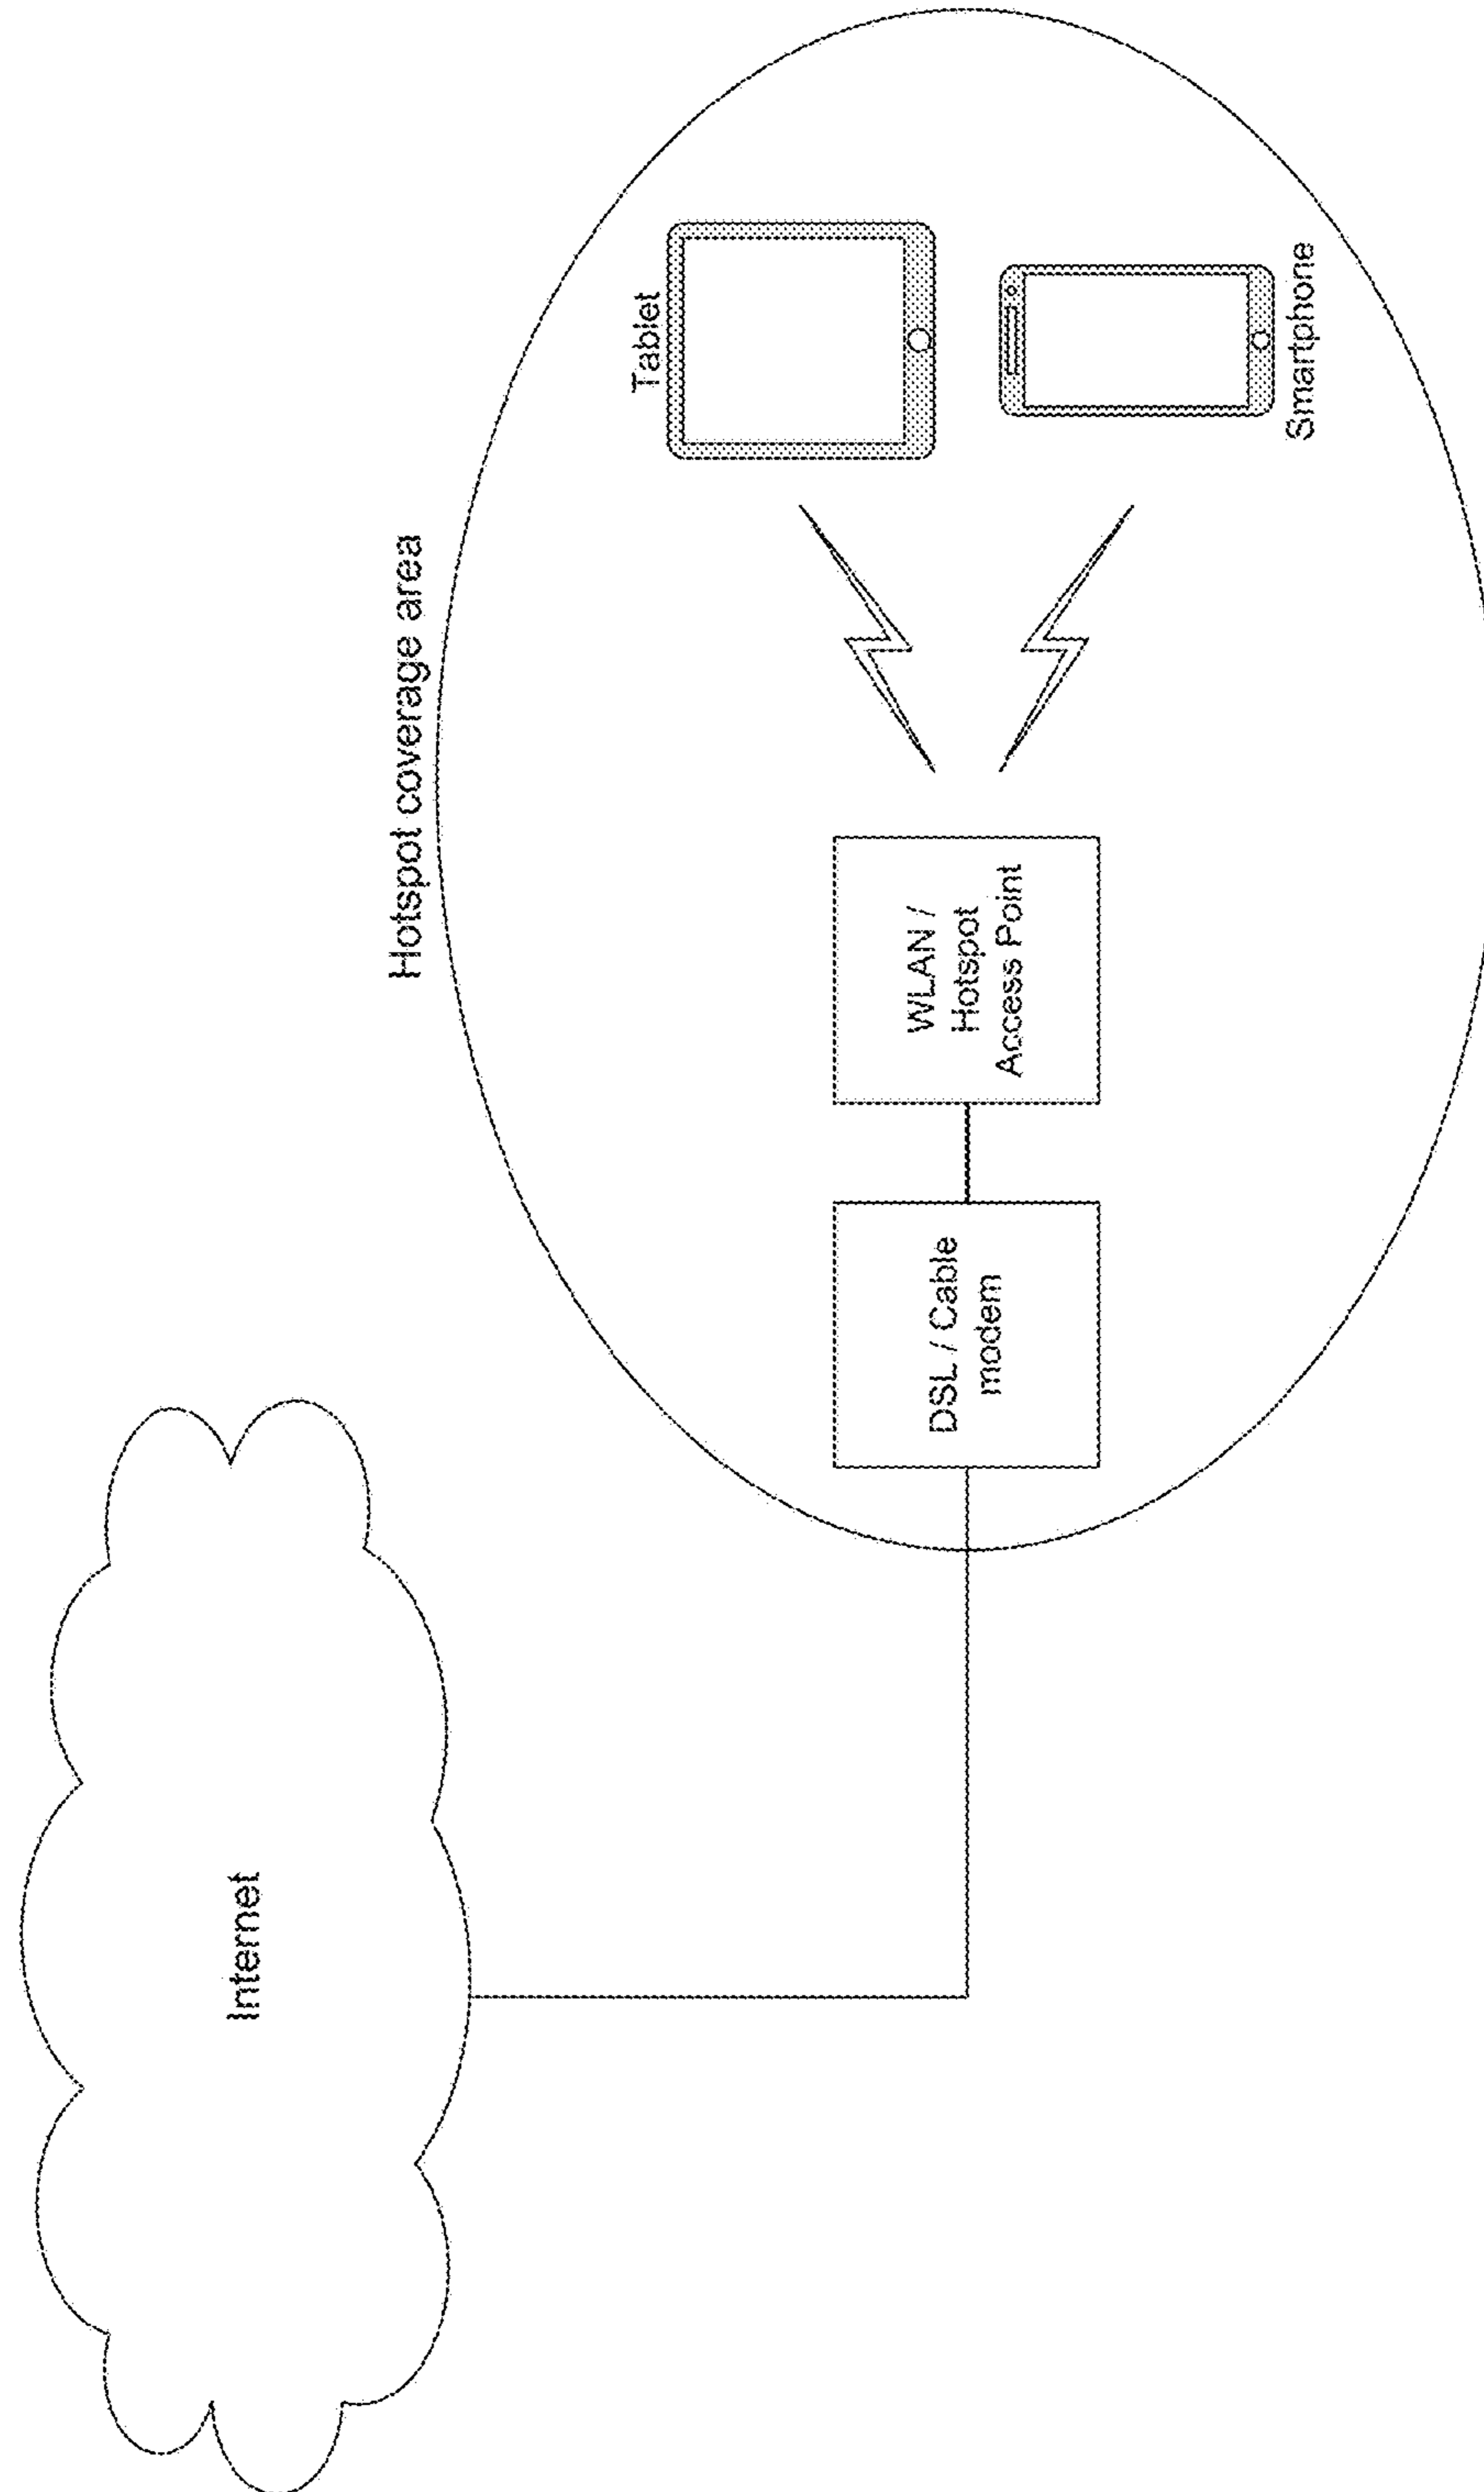 Internet
Hotspot coverage area
Tablet
DSL / Cable
modem
WLAN /
Hotspot
Access Point
Smartphone